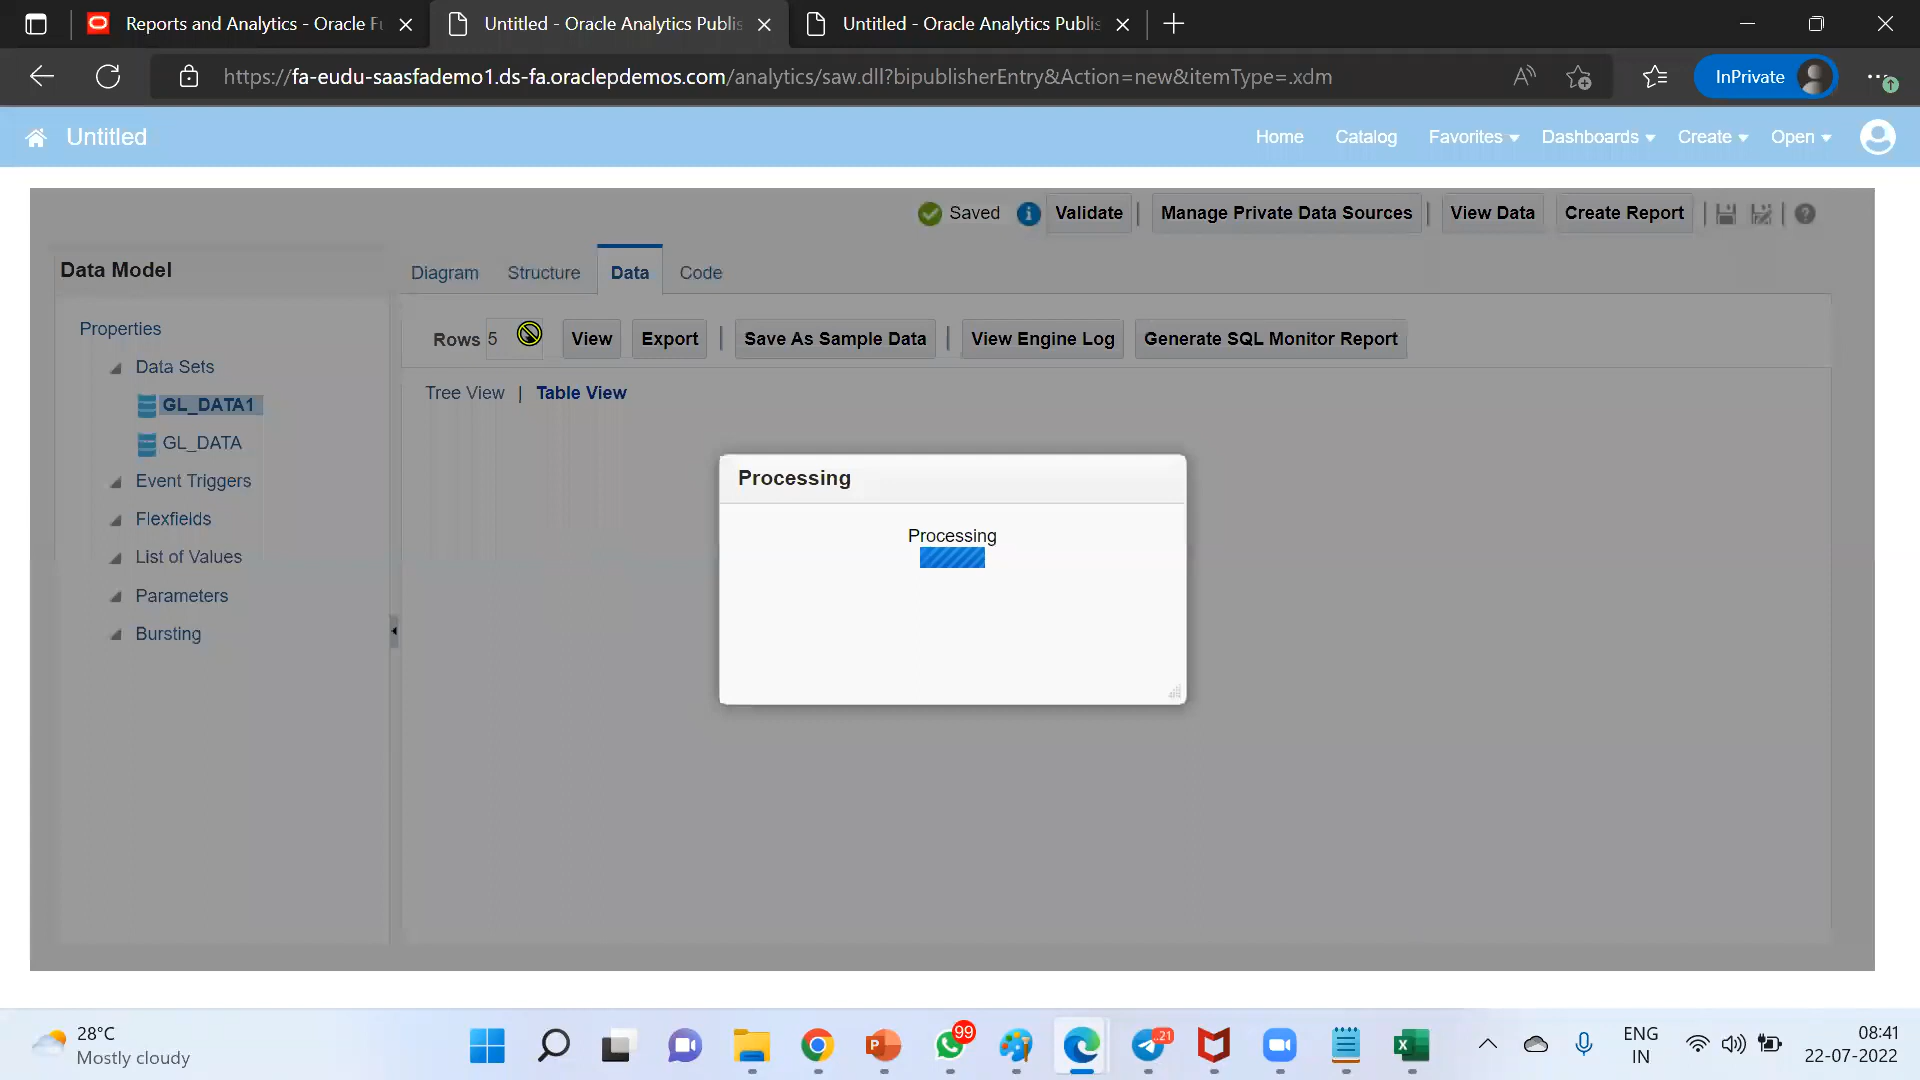 Reports and Analytics - Oracle Fu
Untitled - Oracle Analytics Publis
Untitled - Oracle Analytics Publis
https://fa-eudu-saasfademo1.ds-fa.oraclepdemos.com/analytics/saw.dll?bipublisherEntry&Action=new&itemType=.xdm
InPrivate
Untitled
Home
Catalog
Favorites
Dashboards
Create
Open
Saved
Validate
Manage Private Data Sources
View Data
Create Report
Data Model
Diagram
Structure
Data
Code
Properties
Data Sets
GL_DATA1
GL_DATA
Event Triggers
Flexfields
List of Values
Parameters
Bursting
Rows 5
View
Export
Save As Sample Data
View Engine Log
Generate SQL Monitor Report
Tree View | Table View
Processing
Processing
28°C
Mostly cloudy
99
21
ENG
IN
08:41
22-07-2022